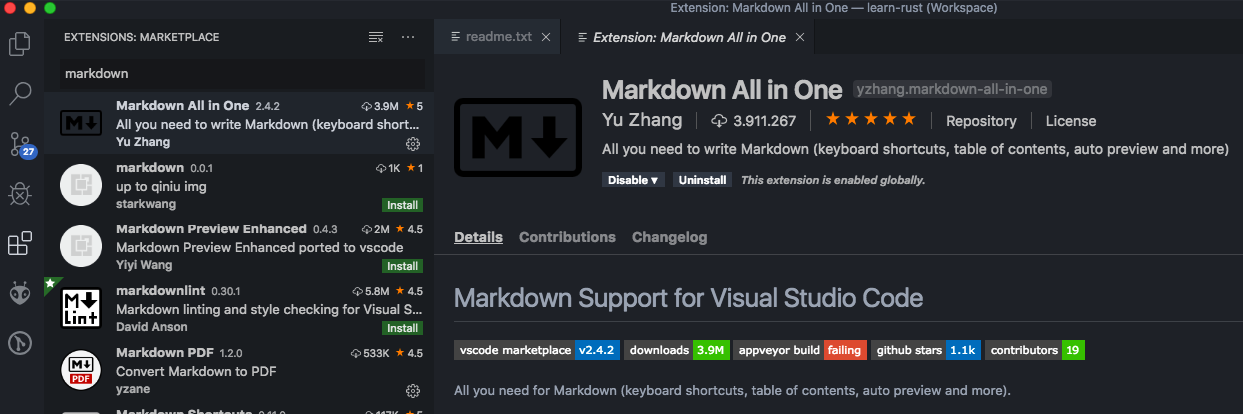 Extension: Markdown All in One — learn-rust (Workspace)
EXTENSIONS: MARKETPLACE
readme.txt
Extension: Markdown All in One
markdown
Markdown All in One 2.4.2 3.9M 5
All you need to write Markdown (keyboard short...
Yu Zhang
markdown 0.0.1 1K 1
up to qiniu img
starkwang
Install
Markdown Preview Enhanced 0.4.3 2M 4.5
Markdown Preview Enhanced ported to vscode
Yiyi Wang
Install
markdownlint 0.30.1 5.8M 4.5
Markdown linting and style checking for Visual S...
David Anson
Install
Markdown PDF 1.2.0 533K 4.5
Convert Markdown to PDF
yzane
Markdown Shortcuts 0.11.0 117K 5
27
M
M
Lint
M
PDF
M
Markdown All in One yzhang.markdown-all-in-one
Yu Zhang 3.911.267 Repository License
All you need to write Markdown (keyboard shortcuts, table of contents, auto preview and more)
Disable Uninstall This extension is enabled globally.
Details Contributions Changelog
Markdown Support for Visual Studio Code
vscode marketplace v2.4.2 downloads 3.9M appveyor build failing github stars 1.1k contributors 19
All you need for Markdown (keyboard shortcuts, table of contents, auto preview and more).